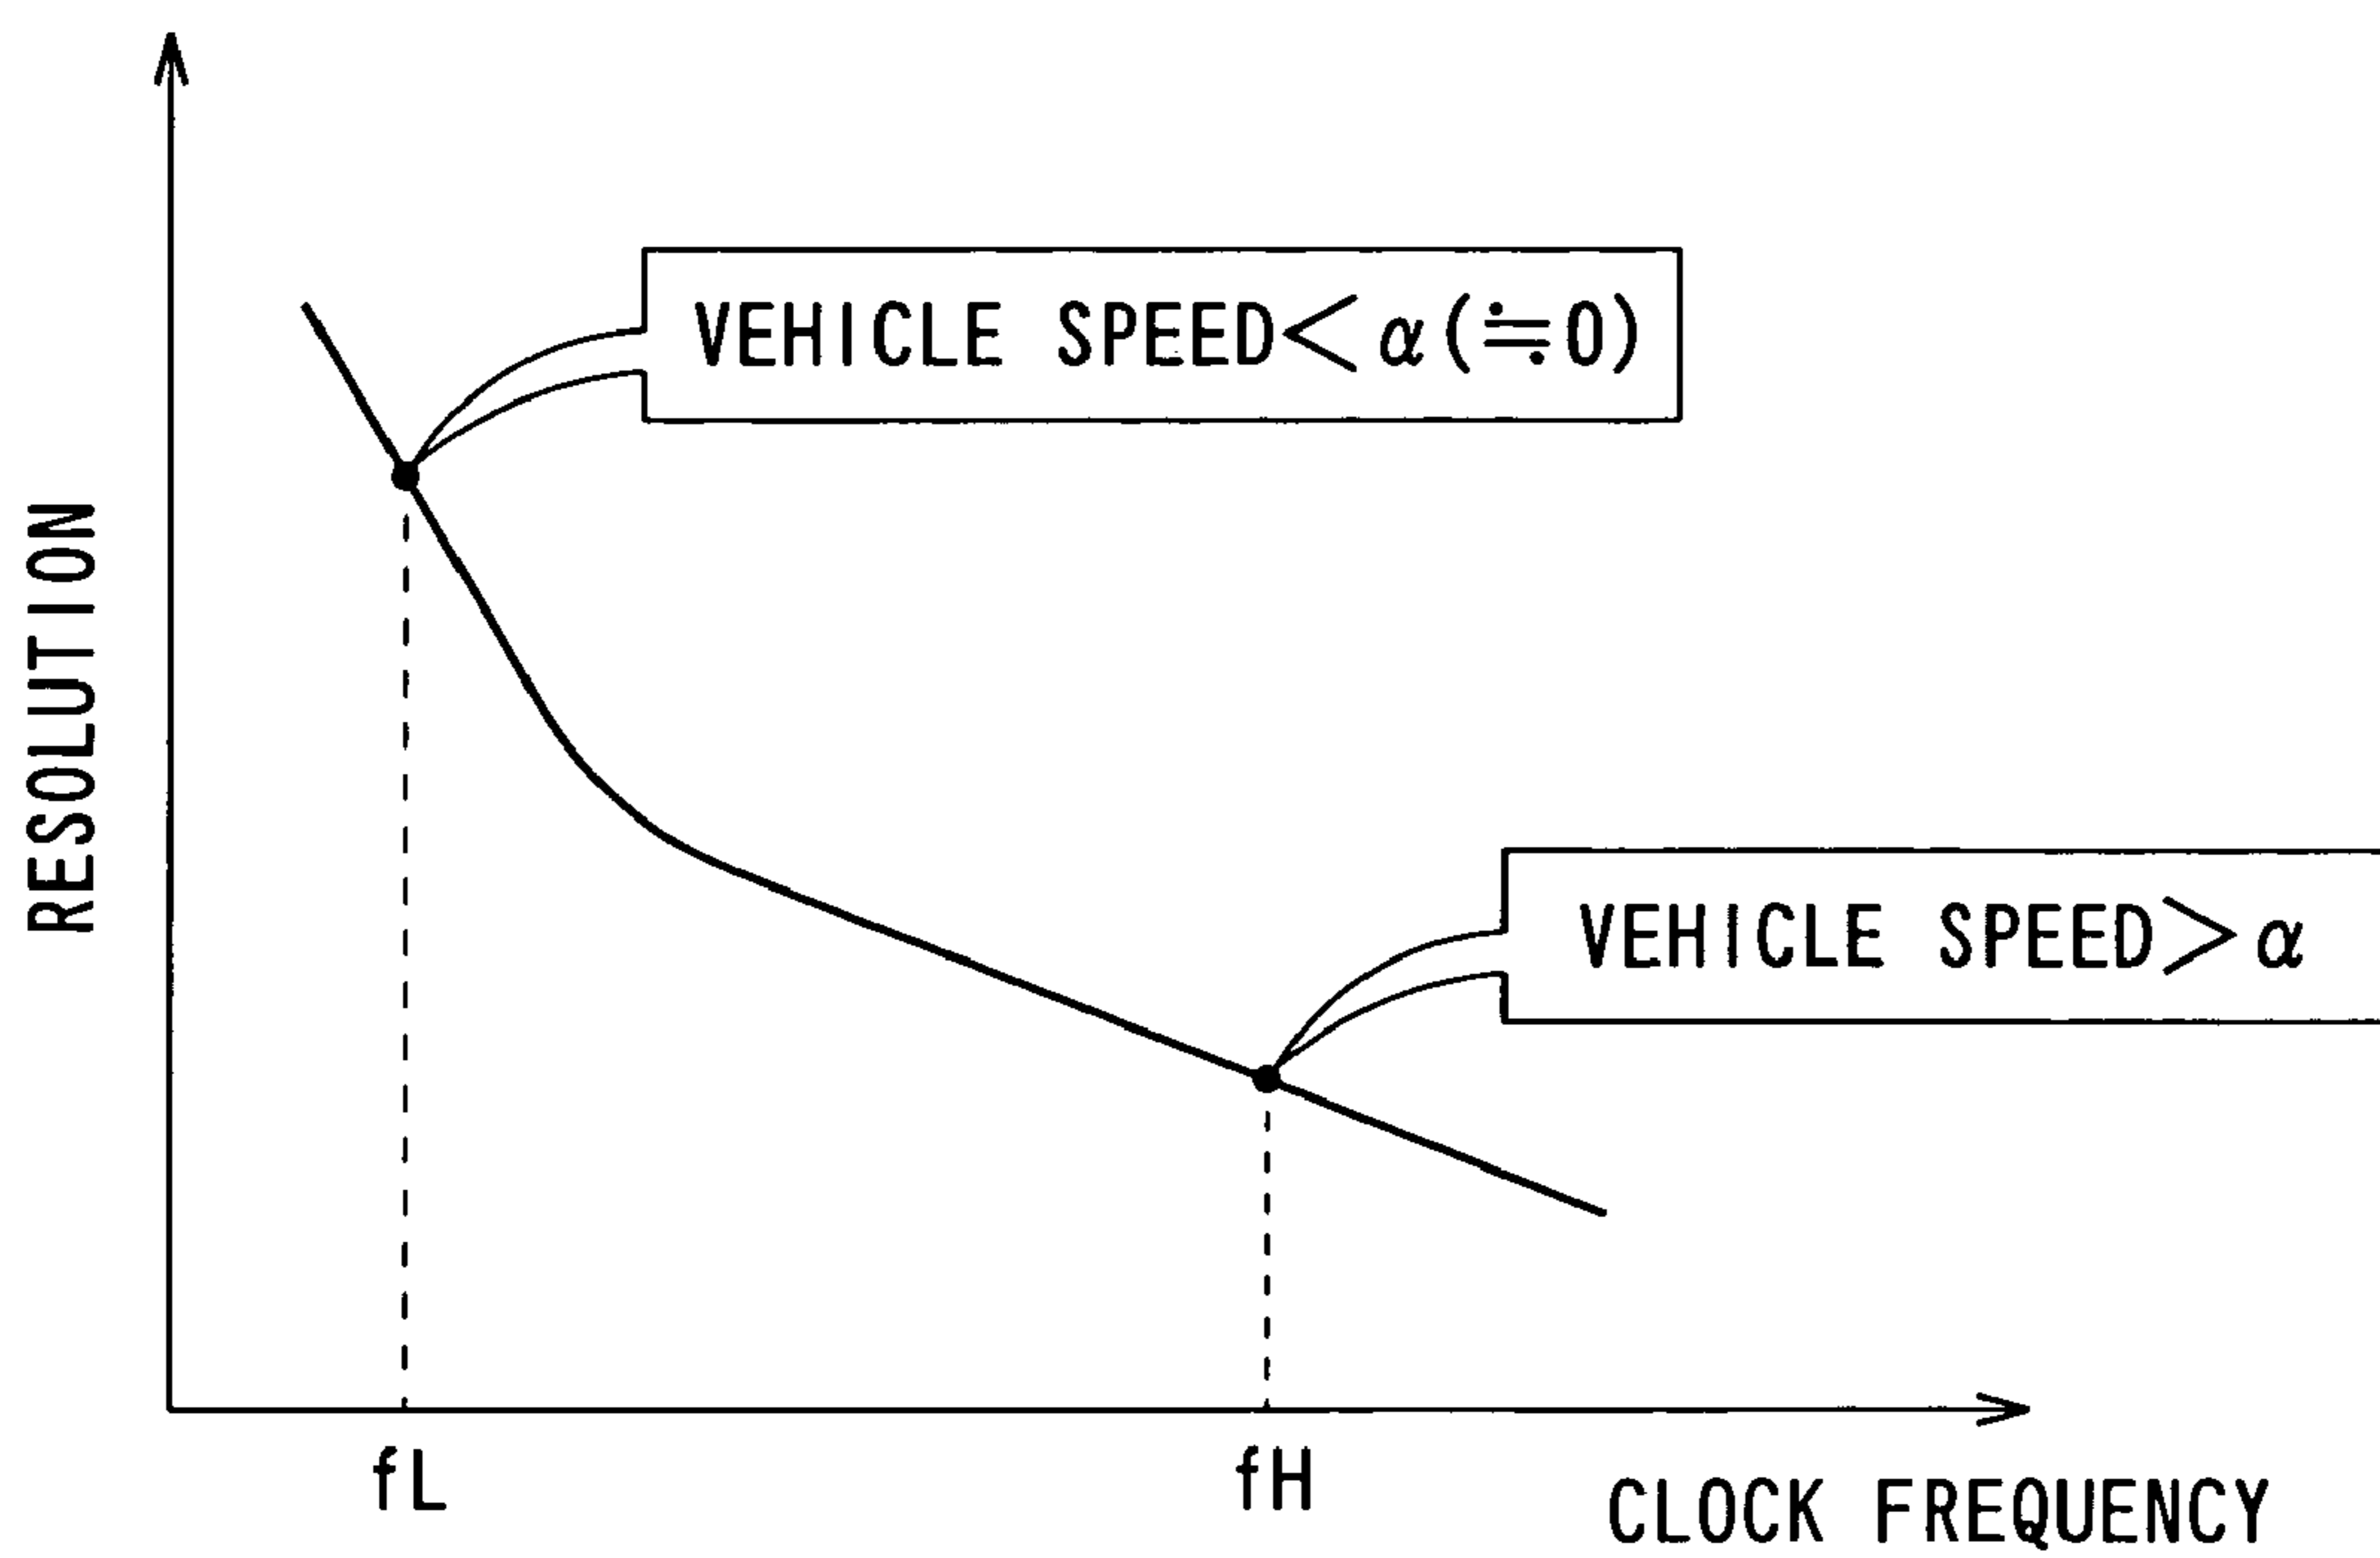 VEHICLE SPEED<α(≒0)
RESOLUTION
VEHICLE SPEED>α
fL
fH
CLOCK FREQUENCY